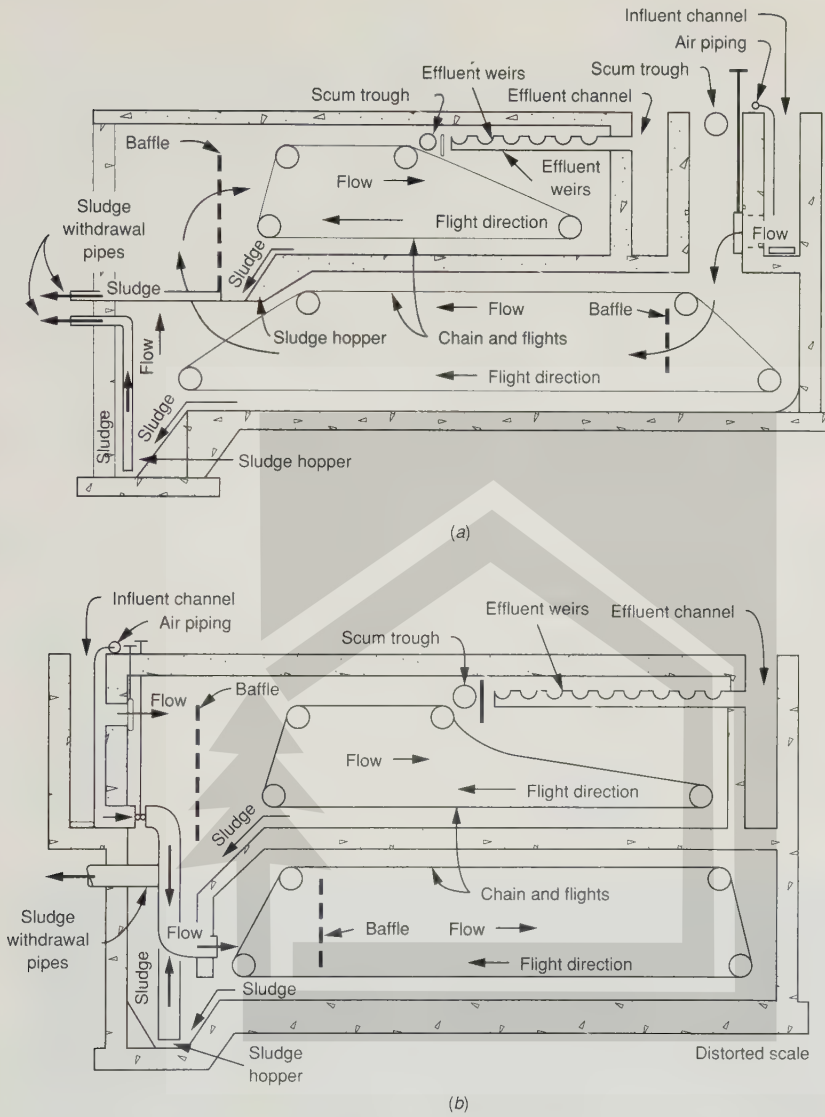 Influent channel
Air piping
Scum trough
Effluent weirs
Scum trough
Effluent channel
Baffle
Effluent
weirs
Flow
Sludge
withdrawal
pipes
Flight direction
Flow
Sludge
Sludge
Flow
Baffle
Sludge hopper
Chain and flights
Flow
Flight direction
Sludge
Sludge
Sludge hopper
(a)
Influent channel
Air piping
Effluent weirs
Effluent channel
Scum trough
Baffle
Flow
Flow
Flight direction
Sludge
Chain and flights
Sludge
withdrawal
pipes
Flow
Baffle
Flow
Sludge
Flight direction
Sludge
Sludge
hopper
Distorted scale
(b)